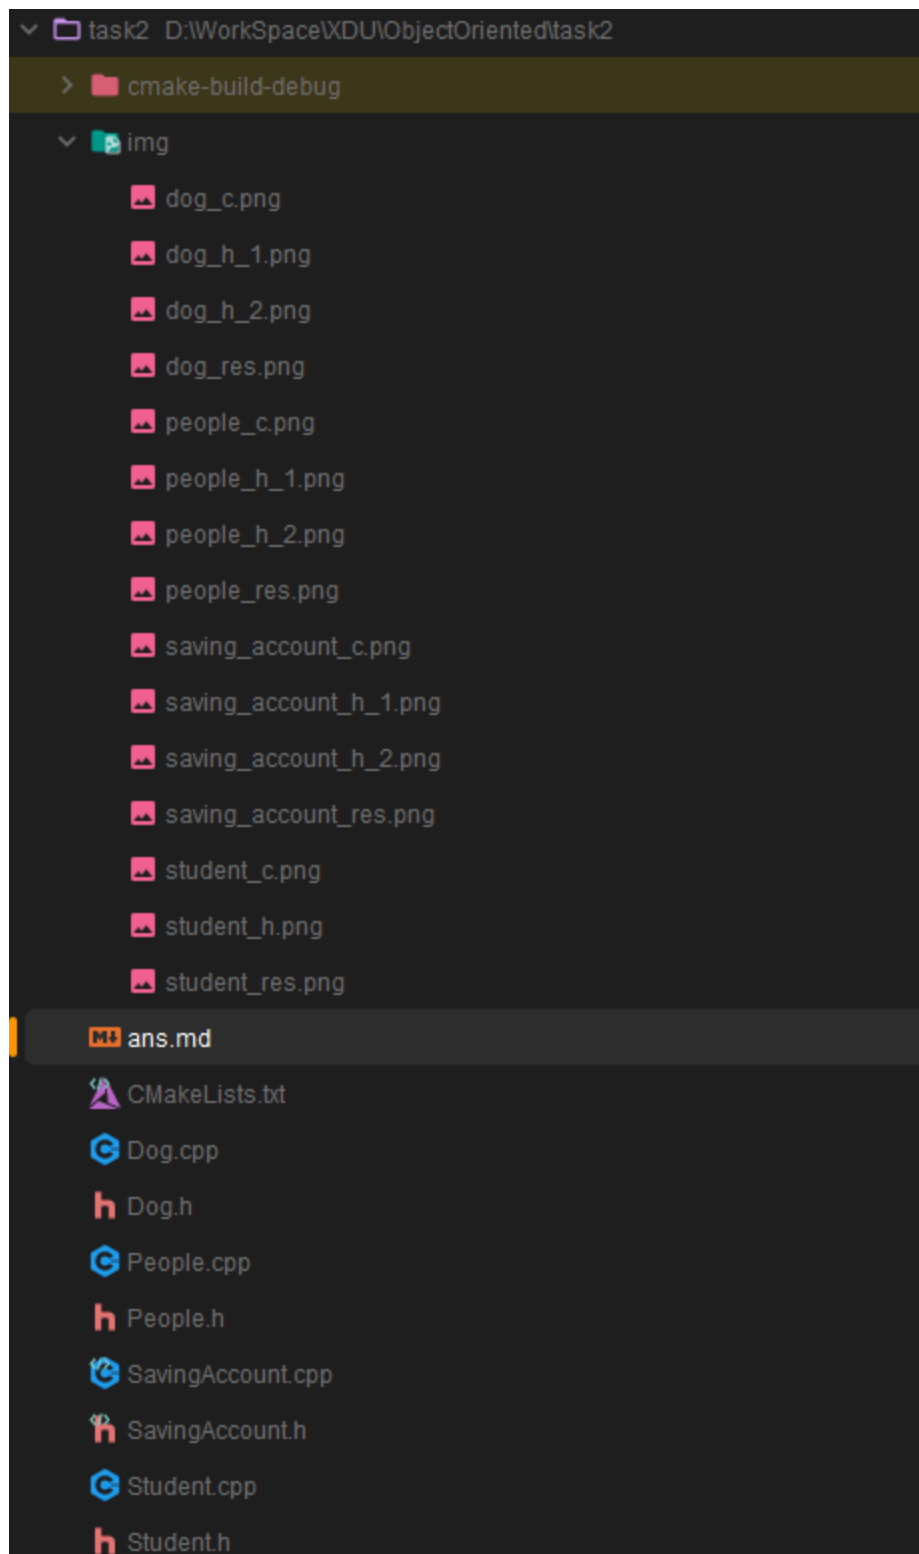 task2 D:\WorkSpace\XDU\ObjectOriented\task2
cmake-build-debug
img
dog_c.png
dog_h_1.png
dog_h_2.png
dog_res.png
people_c.png
people_h_1.png
people_h_2.png
people_res.png
saving_account_c.png
saving_account_h_1.png
saving_account_h_2.png
saving_account_res.png
student_c.png
student_h.png
student_res.png
ans.md
CMakeLists.txt
Dog.cpp
Dog.h
People.cpp
People.h
SavingAccount.cpp
SavingAccount.h
Student.cpp
Student.h